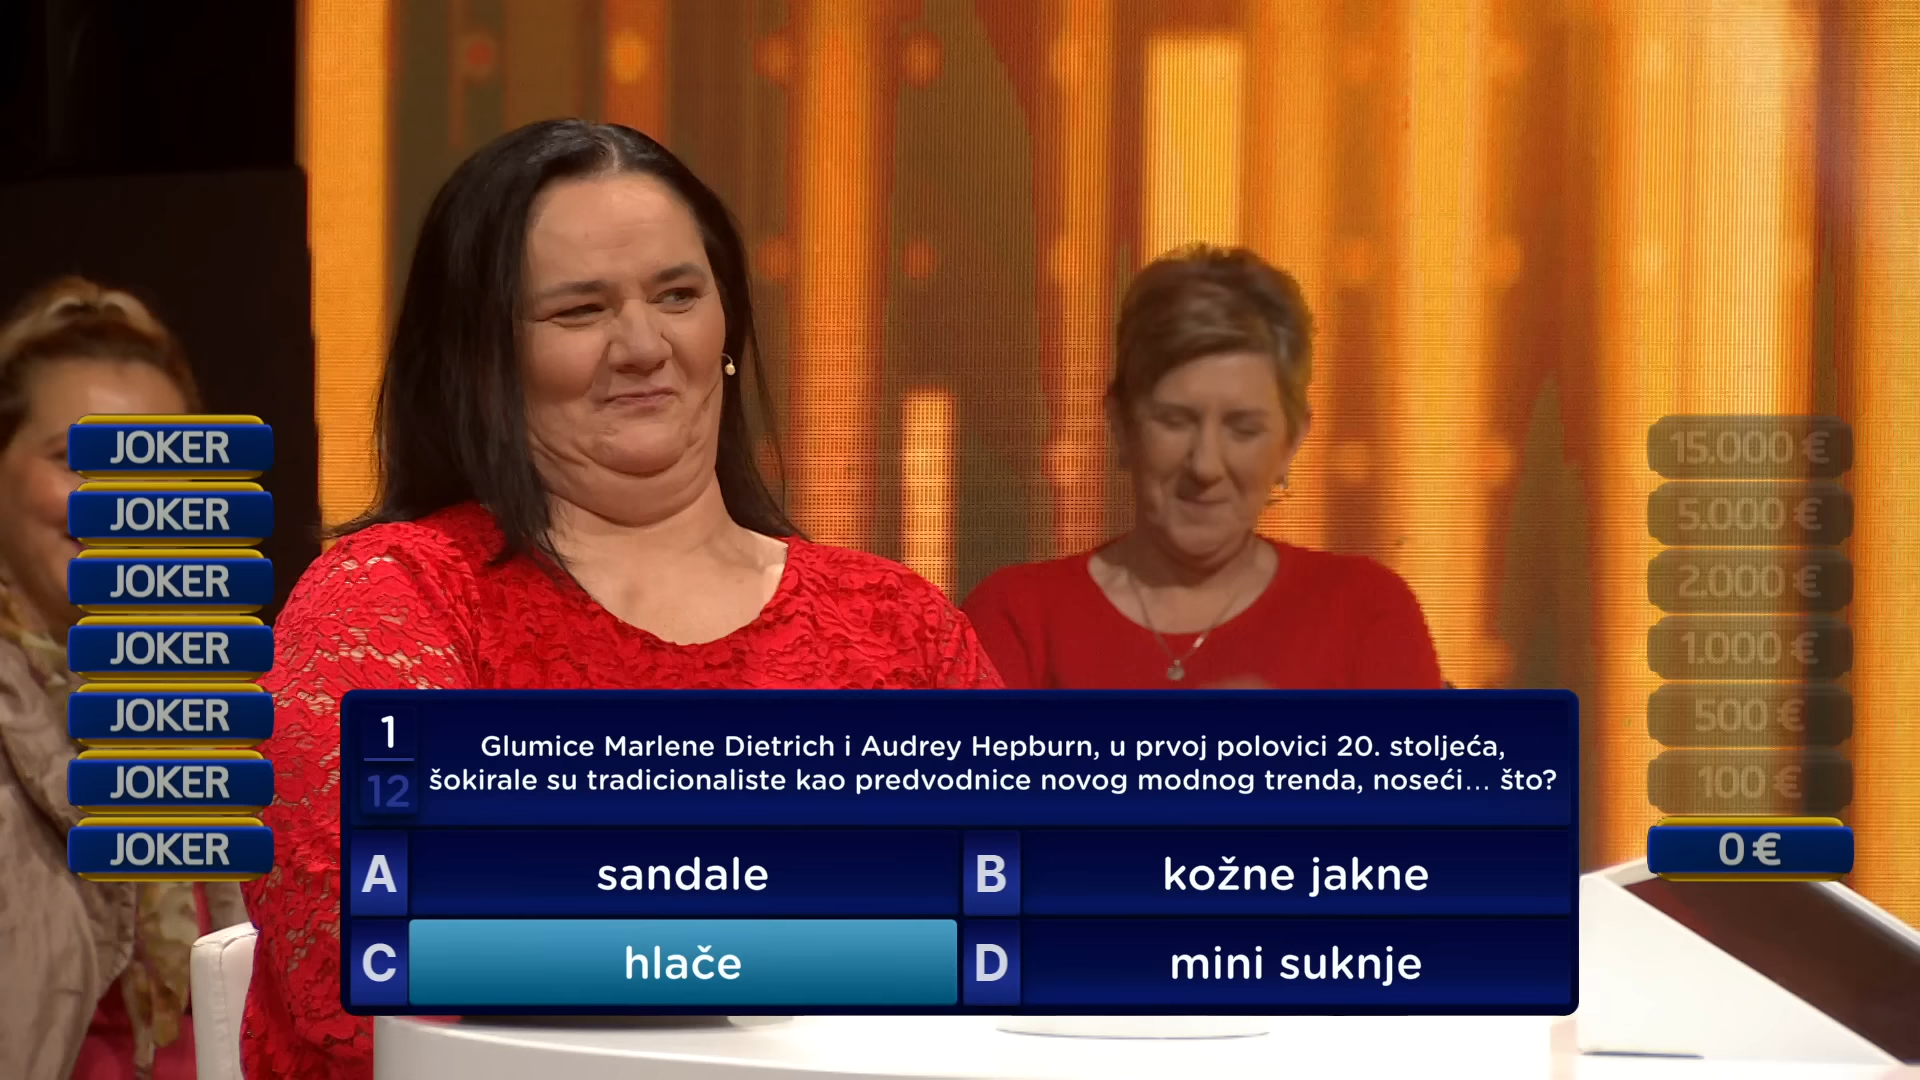 JOKER
JOKER
JOKER
JOKER
JOKER
JOKER
JOKER
15.000 €
5.000 €
2.000 €
1.000 €
500 €
100 €
0 €
1
12
Glumice Marlene Dietrich i Audrey Hepburn, u prvoj polovici 20. stoljeća,
šokirale su tradicionaliste kao predvodnice novog modnog trenda, noseći... što?
A sandale
B kožne jakne
C hlače
D mini suknje